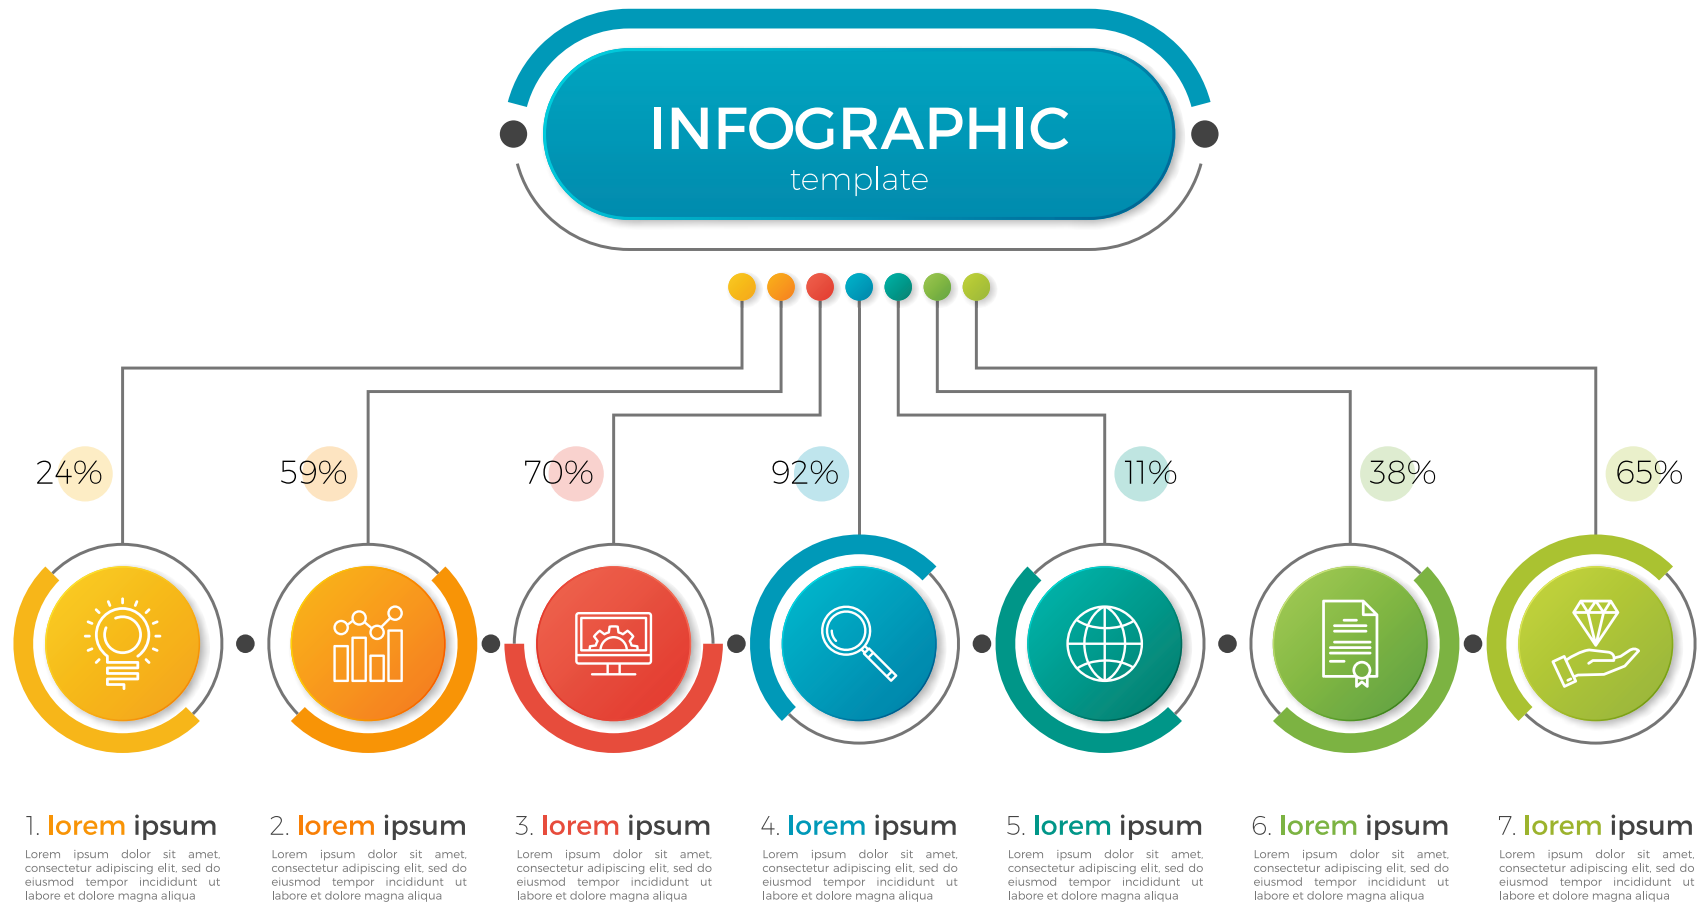 INFOGRAPHIC
template
24%
59%
70%
92%
11%
38%
65%
1. lorem ipsum
Lorem ipsum dolor sit amet,
consectetur adipiscing elit, sed do
eiusmod tempor incididunt ut
labore et dolore magna aliqua
2. lorem ipsum
Lorem ipsum dolor sit amet,
consectetur adipiscing elit, sed do
eiusmod tempor incididunt ut
labore et dolore magna aliqua
3. lorem ipsum
Lorem ipsum dolor sit amet,
consectetur adipiscing elit, sed do
eiusmod tempor incididunt ut
labore et dolore magna aliqua
4. lorem ipsum
Lorem ipsum dolor sit amet,
consectetur adipiscing elit, sed do
eiusmod tempor incididunt ut
labore et dolore magna aliqua
5. lorem ipsum
Lorem ipsum dolor sit amet,
consectetur adipiscing elit, sed do
eiusmod tempor incididunt ut
labore et dolore magna aliqua
6. lorem ipsum
Lorem ipsum dolor sit amet,
consectetur adipiscing elit, sed do
eiusmod tempor incididunt ut
labore et dolore magna aliqua
7. lorem ipsum
Lorem ipsum dolor sit amet,
consectetur adipiscing elit, sed do
eiusmod tempor incididunt ut
labore et dolore magna aliqua